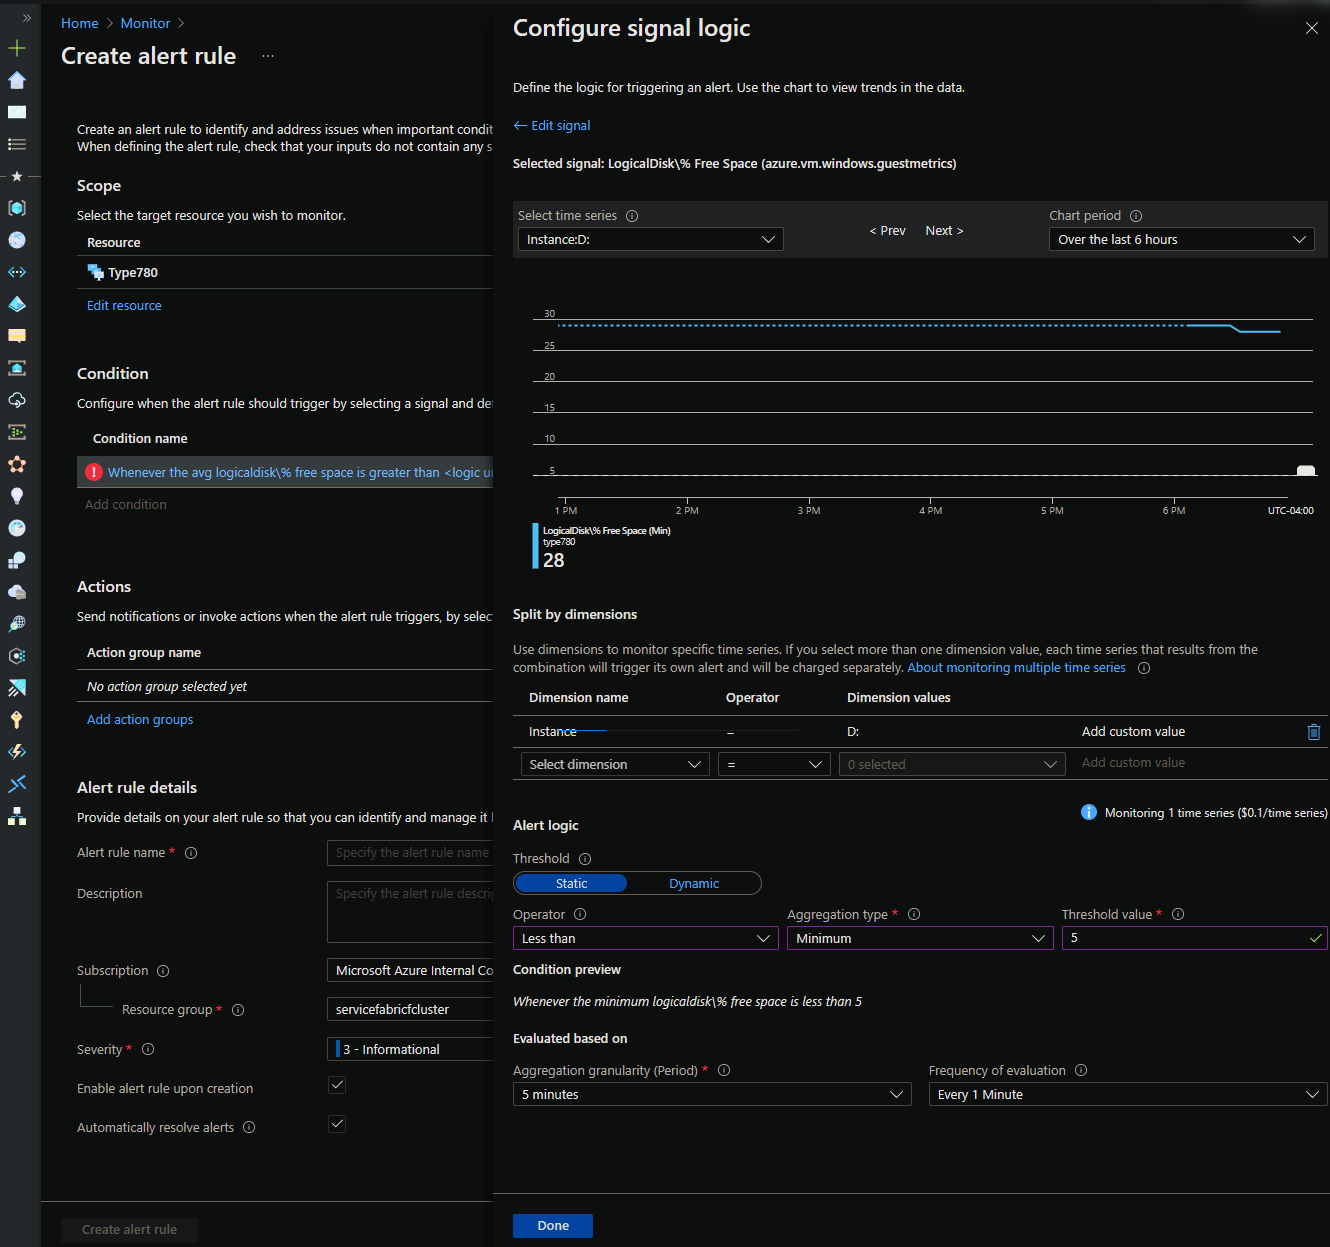 Home > Monitor >
Create alert rule ...
Create an alert rule to identify and address issues when important condit
When defining the alert rule, check that your inputs do not contain any s
Scope
Select the target resource you wish to monitor.
Resource
Type780
Edit resource
Condition
Configure when the alert rule should trigger by selecting a signal and de
Condition name
Whenever the avg logicaldisk\% free space is greater than <logic u
Add condition
Actions
Send notifications or invoke actions when the alert rule triggers, by selec
Action group name
No action group selected yet
Add action groups
Alert rule details
Provide details on your alert rule so that you can identify and manage it
Alert rule name *
Specify the alert rule name
Description
Specify the alert rule descri
Subscription
Microsoft Azure Internal Co
Resource group *
servicefabricfcluster
Severity *
3 - Informational
Enable alert rule upon creation
Automatically resolve alerts
Create alert rule
Configure signal logic
Define the logic for triggering an alert. Use the chart to view trends in the data.
← Edit signal
Selected signal: LogicalDisk\% Free Space (azure.vm.windows.guestmetrics)
Select time series
Instance:D:
< Prev Next >
Chart period
Over the last 6 hours
30
25
20
15
10
5
1 PM 2 PM 3 PM 4 PM 5 PM 6 PM UTC-04:00
LogicalDisk\% Free Space (Min)
type780
28
Split by dimensions
Use dimensions to monitor specific time series. If you select more than one dimension value, each time series that results from the
combination will trigger its own alert and will be charged separately. About monitoring multiple time series
Dimension name Operator Dimension values
Instance = D: Add custom value
Select dimension = 0 selected Add custom value
Monitoring 1 time series ($0.1/time series)
Alert logic
Threshold
Static Dynamic
Operator Aggregation type * Threshold value *
Less than Minimum 5
Condition preview
Whenever the minimum logicaldisk\% free space is less than 5
Evaluated based on
Aggregation granularity (Period) * Frequency of evaluation
5 minutes Every 1 Minute
Done